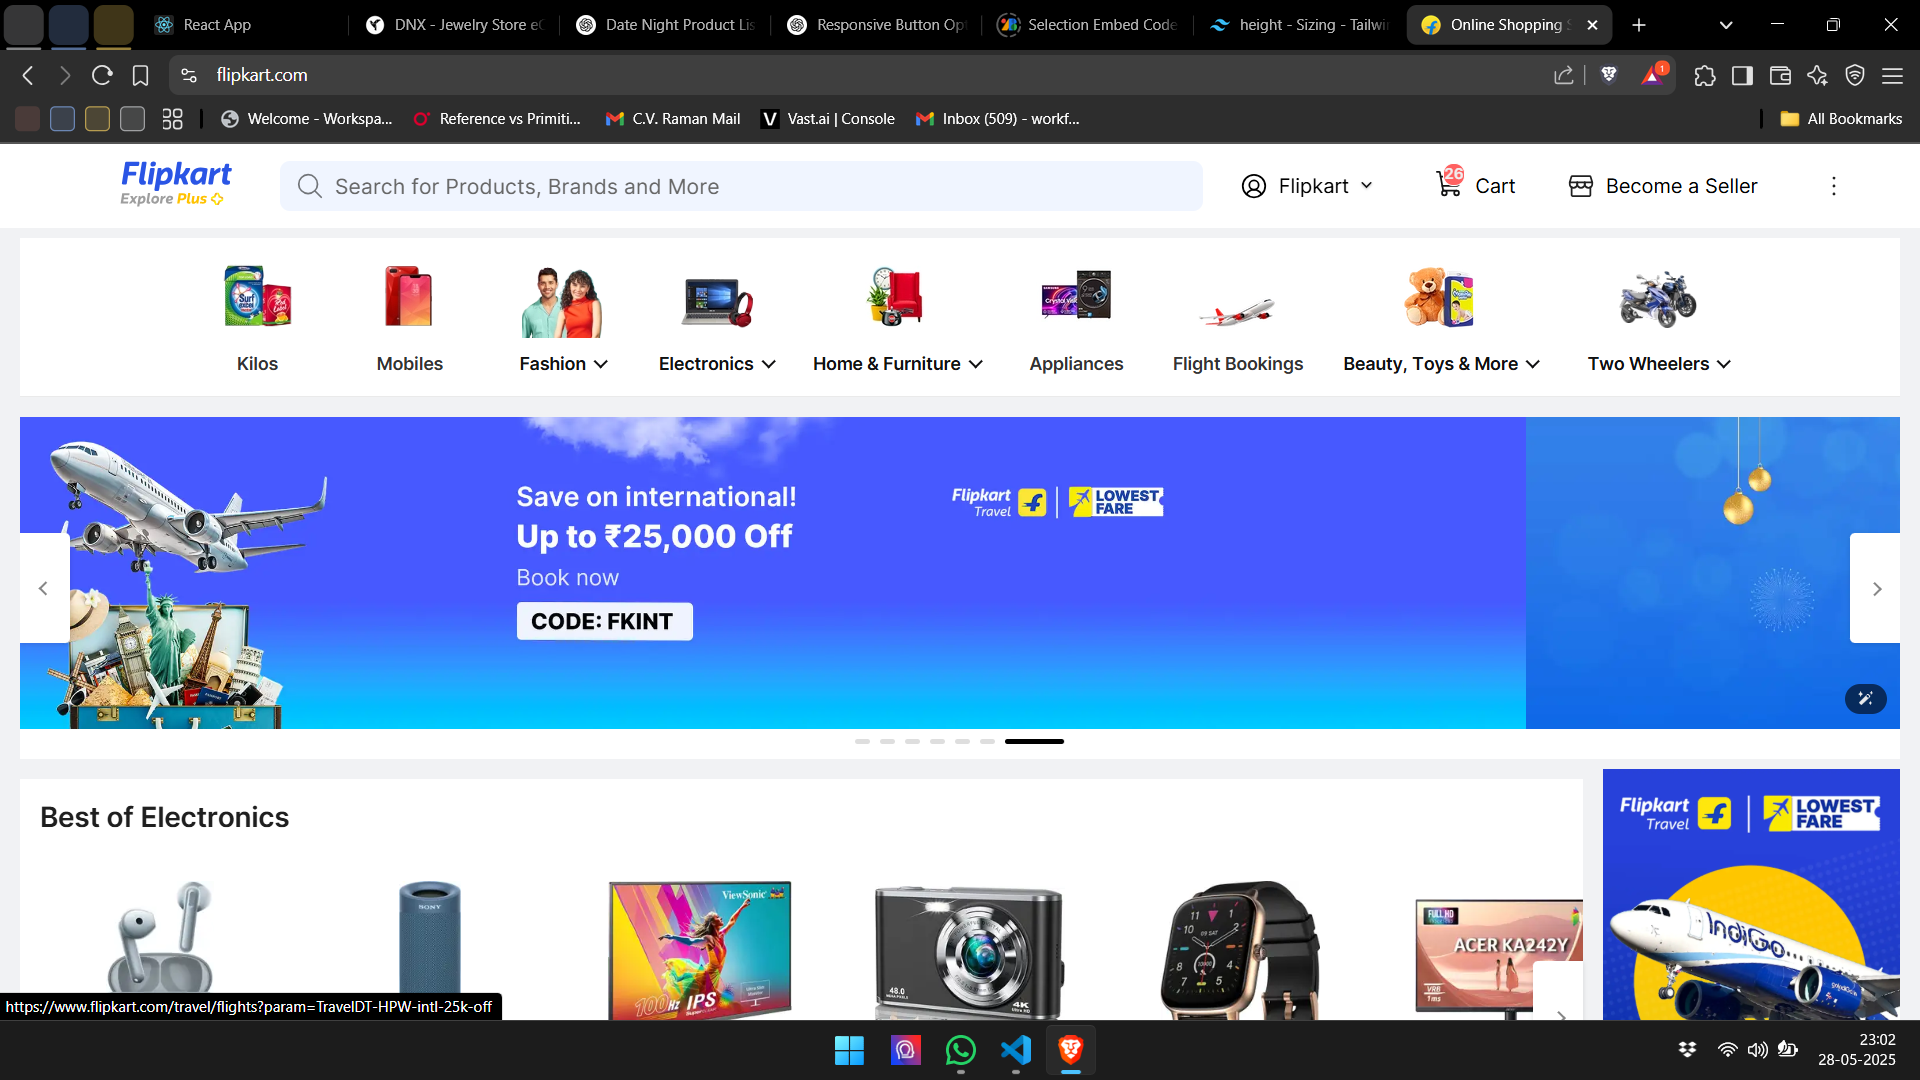 React App
DNX - Jewelry Store eC
Date Night Product Lis
Responsive Button Opt
Selection Embed Code
height - Sizing - Tailwin
Online Shopping S
flipkart.com
1
Welcome - Workspa...
Reference vs Primiti...
C.V. Raman Mail
Vast.ai | Console
Inbox (509) - workf...
All Bookmarks
Flipkart
Explore Plus
Search for Products, Brands and More
Flipkart
26
Cart
Become a Seller
Kilos
Mobiles
Fashion
Electronics
Home & Furniture
Appliances
Flight Bookings
Beauty, Toys & More
Two Wheelers
Save on international!
Up to ₹25,000 Off
Book now
CODE: FKINT
Flipkart
Travel
LOWEST
FARE
Best of Electronics
SONY
ViewSonic
100Hz IPS
48.0
4K
FULL HD
ACER KA242Y
VRB
1ms
Flipkart
Travel
LOWEST
FARE
IndiGo
https://www.flipkart.com/travel/flights?param=TravelDT-HPW-intl-25k-off
23:02
28-05-2025